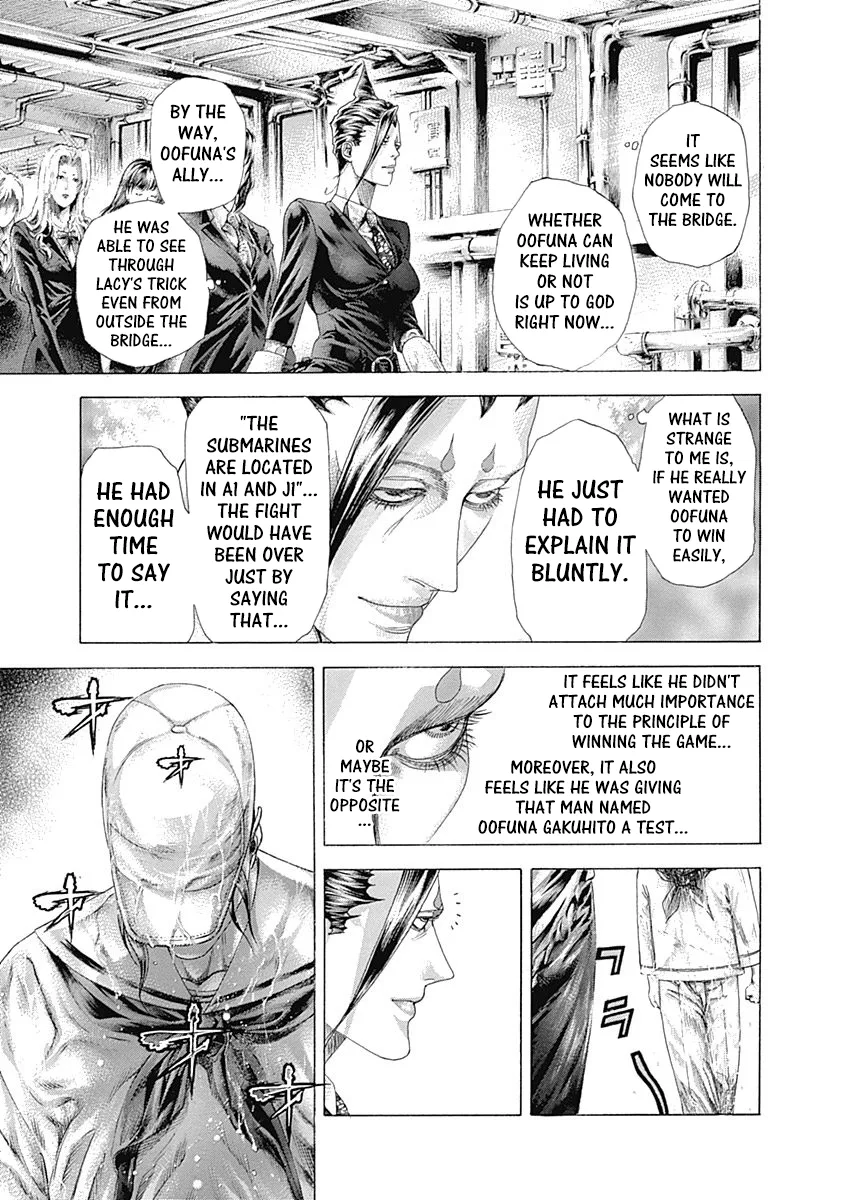 IT
SEEMS LIKE
NOBODY WILL
COME TO
THE BRIDGE.
WHETHER
OOFUNA CAN
KEEP LIVING
OR NOT
IS UP TO GOD
RIGHT NOW...
BY THE
WAY,
OOFUNA'S
ALLY...
HE WAS
ABLE TO SEE
THROUGH
LACY'S TRICK
EVEN FROM
OUTSIDE THE
BRIDGE...
WHAT IS
STRANGE
TO ME IS,
IF HE REALLY
WANTED
OOFUNA
TO WIN
EASILY,
HE JUST
HAD TO
EXPLAIN IT
BLUNTLY.
"THE
SUBMARINES
ARE LOCATED
IN A1 AND J1"...
THE FIGHT
WOULD HAVE
BEEN OVER
JUST BY
SAYING
THAT...
HE HAD
ENOUGH
TIME
TO SAY
IT...
IT FEELS LIKE HE DIDN'T
ATTACH MUCH IMPORTANCE
TO THE PRINCIPLE OF
WINNING THE GAME...
MOREOVER, IT ALSO
FEELS LIKE HE WAS GIVING
THAT MAN NAMED
OOFUNA GAKUHITO A TEST...
OR
MAYBE
IT'S THE
OPPOSITE
...
フラ